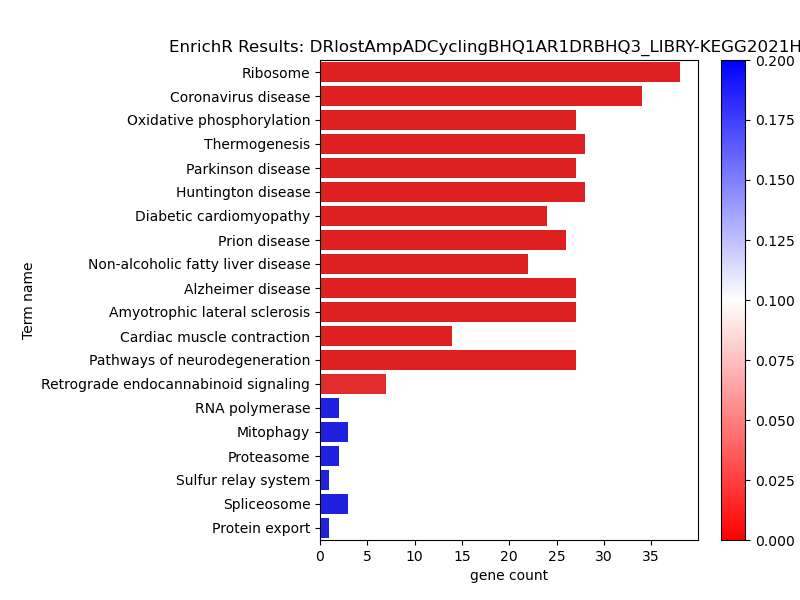 EnrichR Results: DRlostAmpADCyclingBHQ1AR1DRBHQ3_LIBRY-KEGG2021H
Term name
Ribosome
Coronavirus disease
Oxidative phosphorylation
Thermogenesis
Parkinson disease
Huntington disease
Diabetic cardiomyopathy
Prion disease
Non-alcoholic fatty liver disease
Alzheimer disease
Amyotrophic lateral sclerosis
Cardiac muscle contraction
Pathways of neurodegeneration
Retrograde endocannabinoid signaling
RNA polymerase
Mitophagy
Proteasome
Sulfur relay system
Spliceosome
Protein export
0 5 10 15 20 25 30 35
gene count
0.200
0.175
0.150
0.125
0.100
0.075
0.050
0.025
0.000